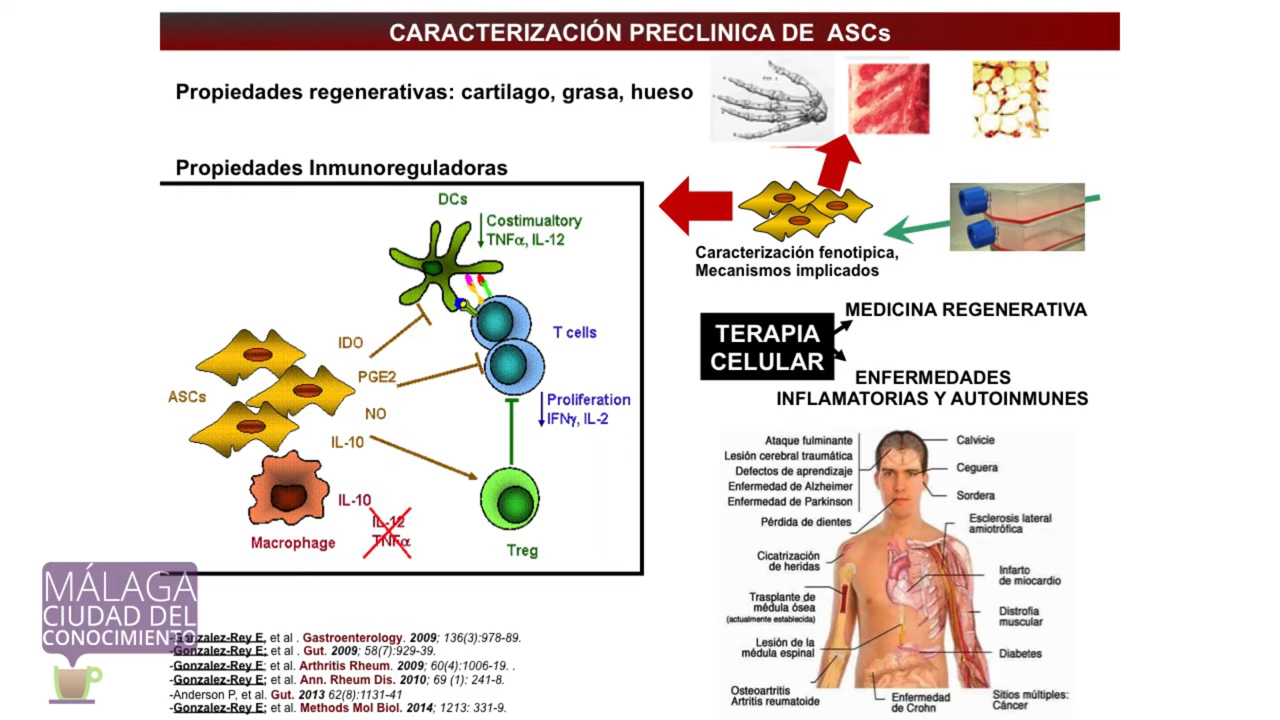 CARACTERIZACIÓN PRECLINICA DE ASCs
Propiedades regenerativas: cartilago, grasa, hueso
Propiedades Inmunoreguladoras
DCs
Costimualtory
TNFα, IL-12
T cells
IDO
PGE2
ASCs
NO
IL-10
Proliferation
IFNγ, IL-2
IL-10
IL-12
TNFα
Macrophage
Treg
Caracterización fenotipica,
Mecanismos implicados
TERAPIA
CELULAR
MEDICINA REGENERATIVA
ENFERMEDADES
INFLAMATORIAS Y AUTOINMUNES
Ataque fulminante
Lesión cerebral traumática
Defectos de aprendizaje
Enfermedad de Alzheimer
Enfermedad de Parkinson
Pérdida de dientes
Cicatrización
de heridas
Trasplante de
médula ósea
(actualmente establecida)
Lesión de la
médula espinal
Osteoartritis
Artritis reumatoide
Calvicie
Ceguera
Sordera
Esclerosis lateral
amiotrófica
Infarto
de miocardio
Distrofia
muscular
Diabetes
Enfermedad
de Crohn
Sitios múltiples:
Cáncer
MÁLAGA
CIUDAD DEL
CONOCIMIENTO
-Gonzalez-Rey E, et al . Gastroenterology. 2009; 136(3):978-89.
-Gonzalez-Rey E; et al . Gut. 2009; 58(7):929-39.
-Gonzalez-Rey E; et al. Arthritis Rheum. 2009; 60(4):1006-19. .
-Gonzalez-Rey E; et al. Ann. Rheum Dis. 2010; 69 (1): 241-8.
-Anderson P, et al. Gut. 2013 62(8):1131-41
-Gonzalez-Rey E; et al. Methods Mol Biol. 2014; 1213: 331-9.